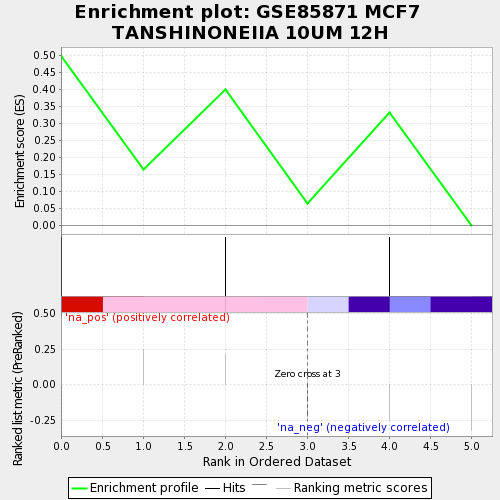 Enrichment plot: GSE85871 MCF7
TANSHINONEIIA 10UM 12H
Enrichment score (ES)
0.50
0.45
0.40
0.35
0.30
0.25
0.20
0.15
0.10
0.05
0.00
'na_pos' (positively correlated)
Zero cross at 3
'na_neg' (negatively correlated)
Ranked list metric (PreRanked)
0.50
0.25
0.00
-0.25
0.0 0.5 1.0 1.5 2.0 2.5 3.0 3.5 4.0 4.5 5.0
Rank in Ordered Dataset
Enrichment profile Hits Ranking metric scores